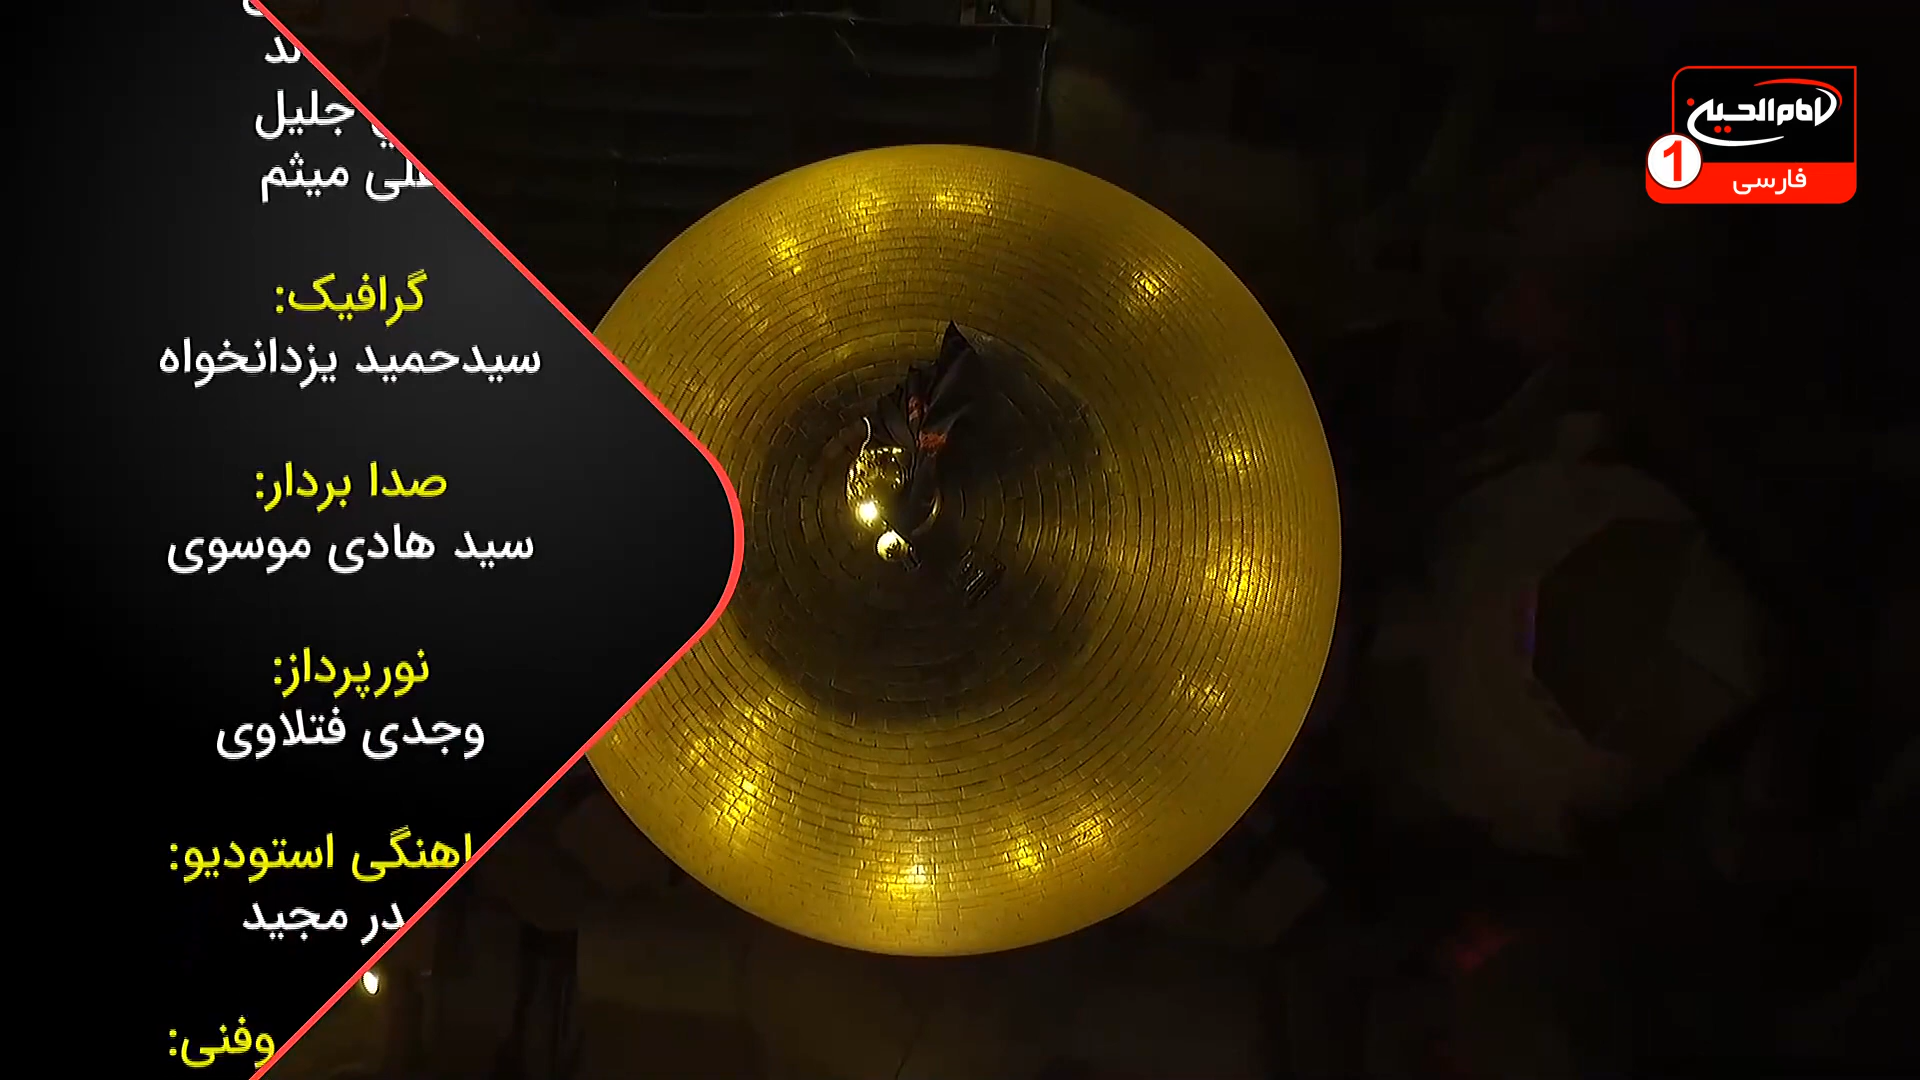 جلیل
میثم
گرافیک:
سیدحمید یزدانخواه
صدا بردار:
سید هادی موسوی
نورپرداز:
وجدی فتلاوی
استودیو:
مجید
وفنی:
امام الحسین
1
فارسی